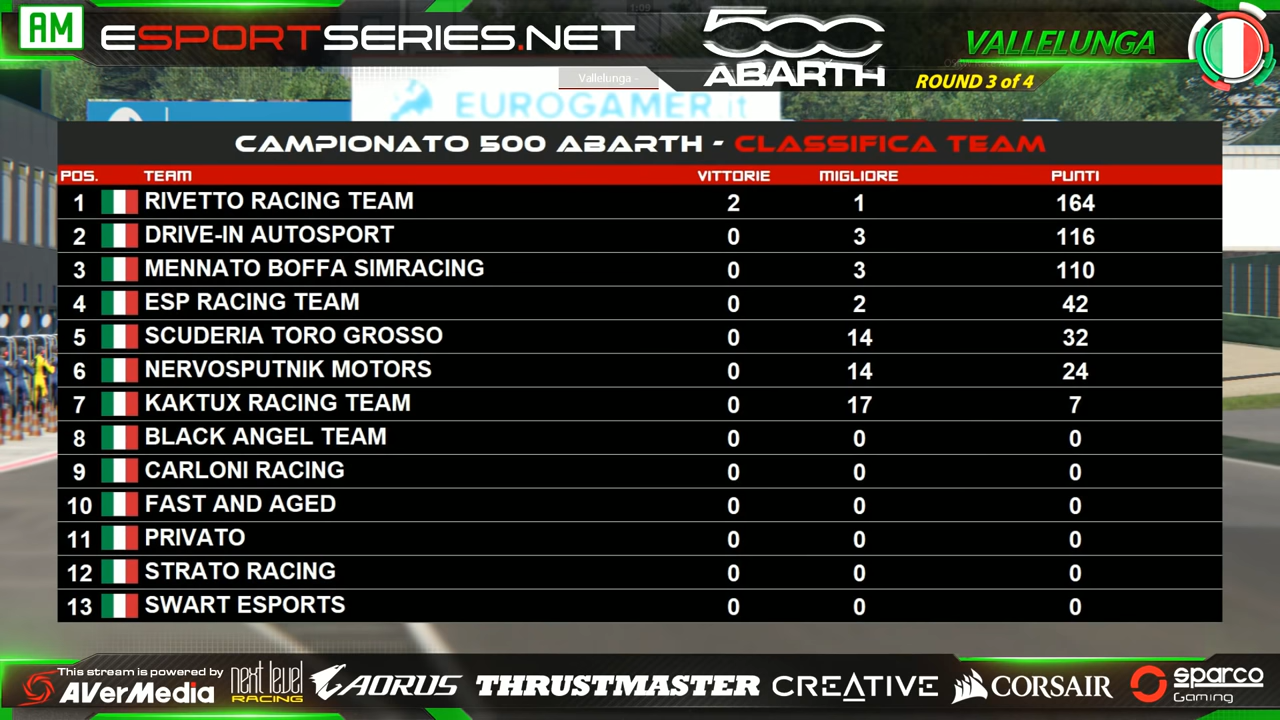 AM
ESPORTSERIES.NET
500
ABARTH
VALLELUNGA
ROUND 3 of 4
1:09
Vallelunga -
EUROGAMER.it
CAMPIONATO 500 ABARTH - CLASSIFICA TEAM
POS. TEAM VITTORIE MIGLIORE PUNTI
1 RIVETTO RACING TEAM 2 1 164
2 DRIVE-IN AUTOSPORT 0 3 116
3 MENNATO BOFFA SIMRACING 0 3 110
4 ESP RACING TEAM 0 2 42
5 SCUDERIA TORO GROSSO 0 14 32
6 NERVOSPUTNIK MOTORS 0 14 24
7 KAKTUX RACING TEAM 0 17 7
8 BLACK ANGEL TEAM 0 0 0
9 CARLONI RACING 0 0 0
10 FAST AND AGED 0 0 0
11 PRIVATO 0 0 0
12 STRATO RACING 0 0 0
13 SWART ESPORTS 0 0 0
This stream is powered by
AVerMedia
next level
RACING
AORUS
THRUSTMASTER
CREATIVE
CORSAIR
sparco
Gaming